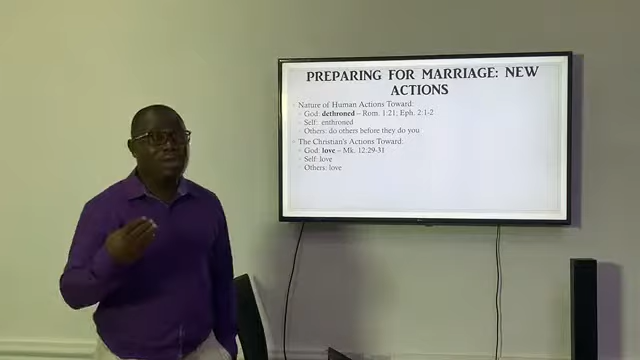 PREPARING FOR MARRIAGE: NEW
ACTIONS
Nature of Human Actions Toward:
God: dethroned – Rom. 1:21; Eph. 2:1-2
Self: enthroned
Others: do others before they do you
The Christian's Actions Toward:
God: love – Mk. 12:29-31
Self: love
Others: love